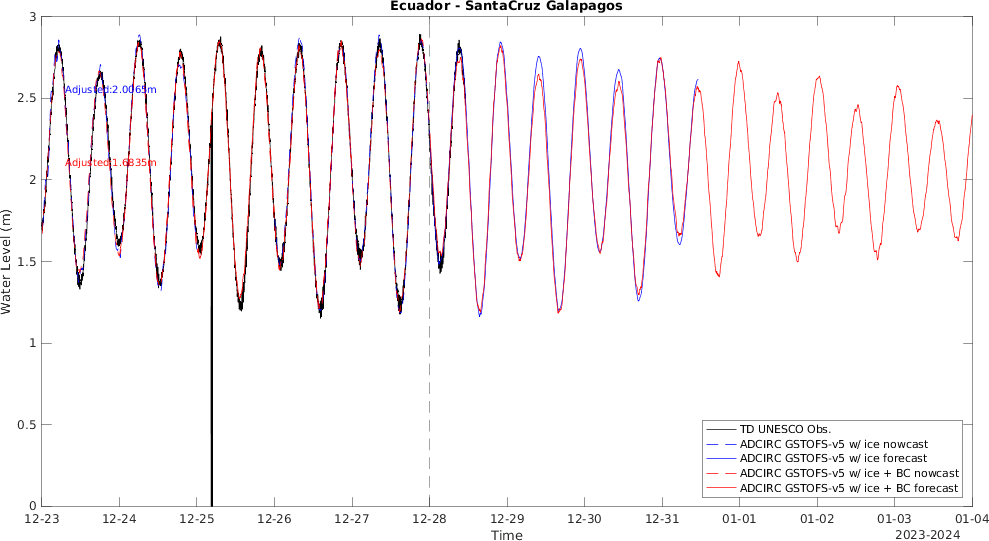 Ecuador - SantaCruz Galapagos
3
2.5
2
1.5
1
0.5
0
Water Level (m)
Adjusted:2.0065m
Adjusted:1.6835m
TD UNESCO Obs.
ADCIRC GSTOFS-v5 w/ ice nowcast
ADCIRC GSTOFS-v5 w/ ice forecast
ADCIRC GSTOFS-v5 w/ ice + BC nowcast
ADCIRC GSTOFS-v5 w/ ice + BC forecast
12-23 12-24 12-25 12-26 12-27 12-28 12-29 12-30 12-31 01-01 01-02 01-03 01-04
Time
2023-2024